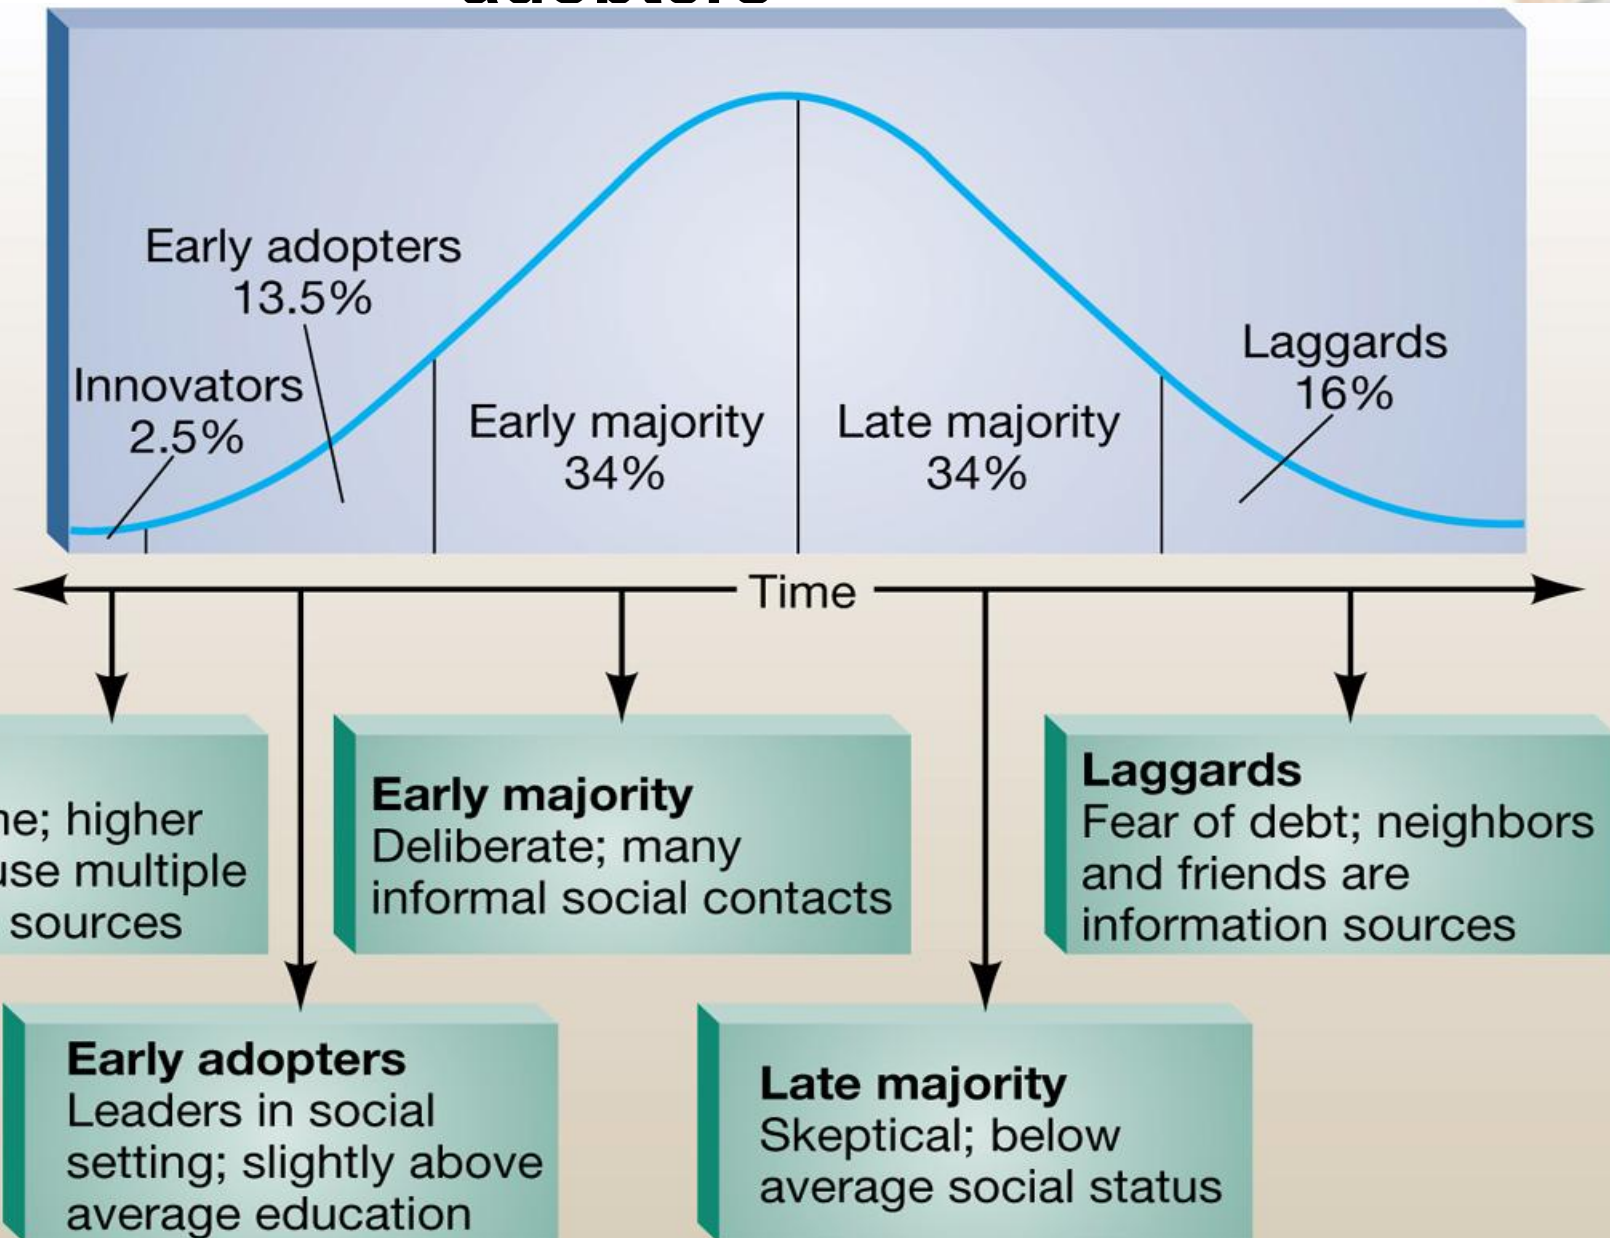 Early adopters
13.5%
Innovators
2.5%
Early majority
34%
Late majority
34%
Laggards
16%
Time
higher
use multiple
sources
Early majority
Deliberate; many
informal social contacts
Laggards
Fear of debt; neighbors
and friends are
information sources
Early adopters
Leaders in social
setting; slightly above
average education
Late majority
Skeptical; below
average social status